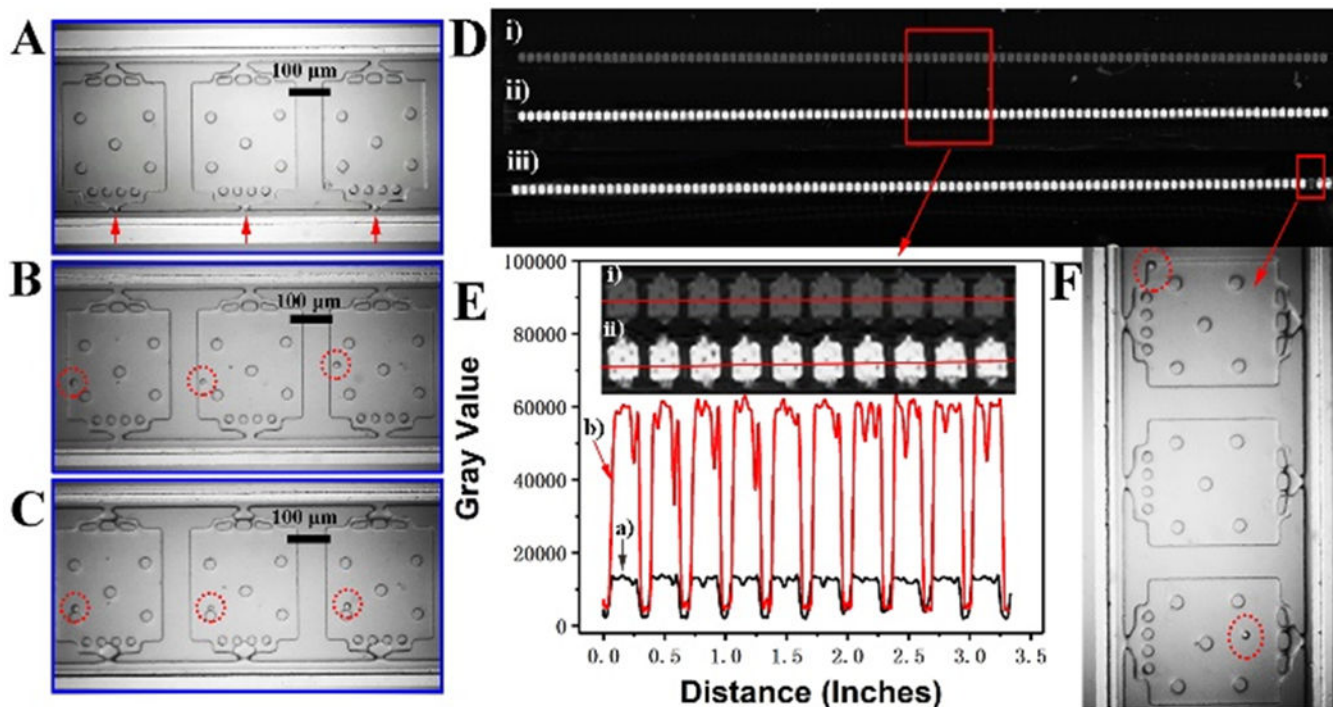 A
100 μm
B
100 μm
C
100 μm
D
i)
ii)
iii)
E
Gray Value
100000
80000
60000
40000
20000
0
i)
ii)
b)
a)
0.0 0.5 1.0 1.5 2.0 2.5 3.0 3.5
Distance (Inches)
F